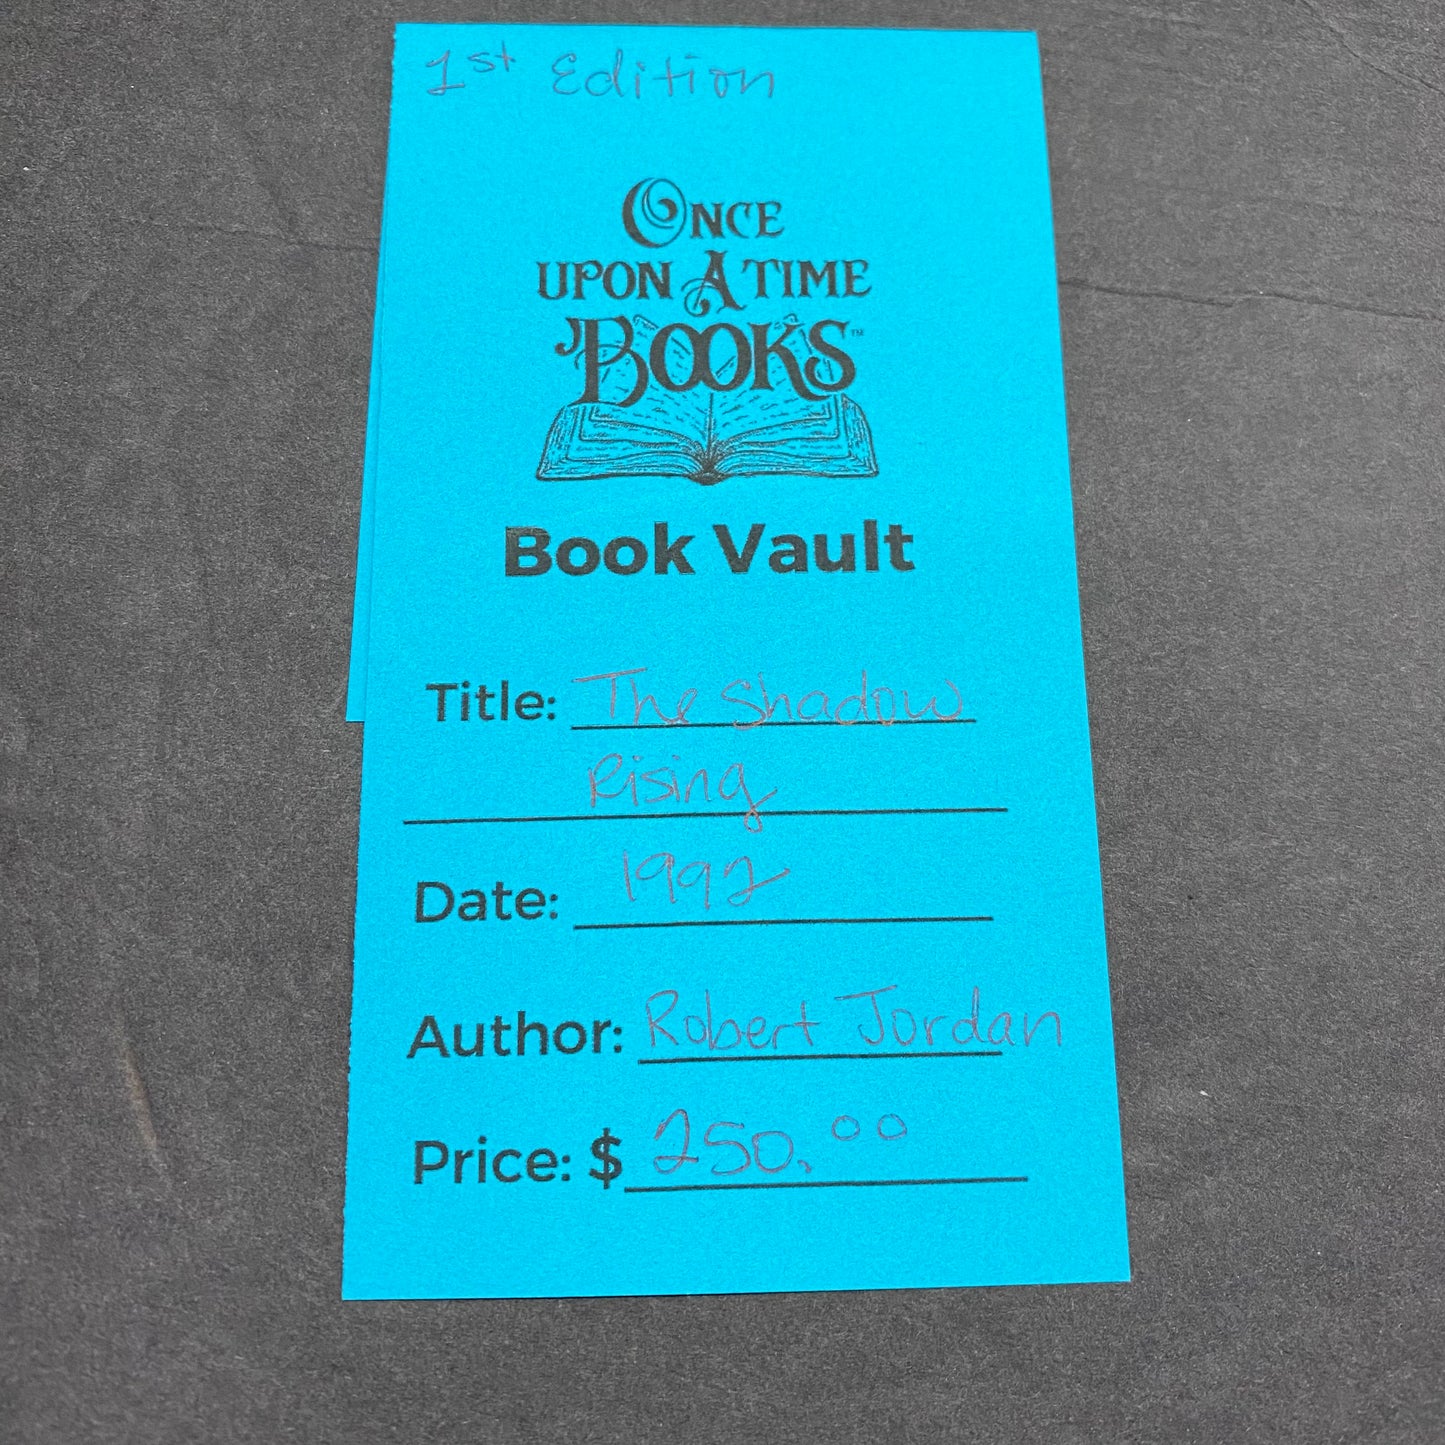 1st Edition
ONCE
UPON A TIME
BOOKS™
Book Vault
Title: The Shadow
Rising
Date: 1992
Author: Robert Jordan
Price: $ 250.00